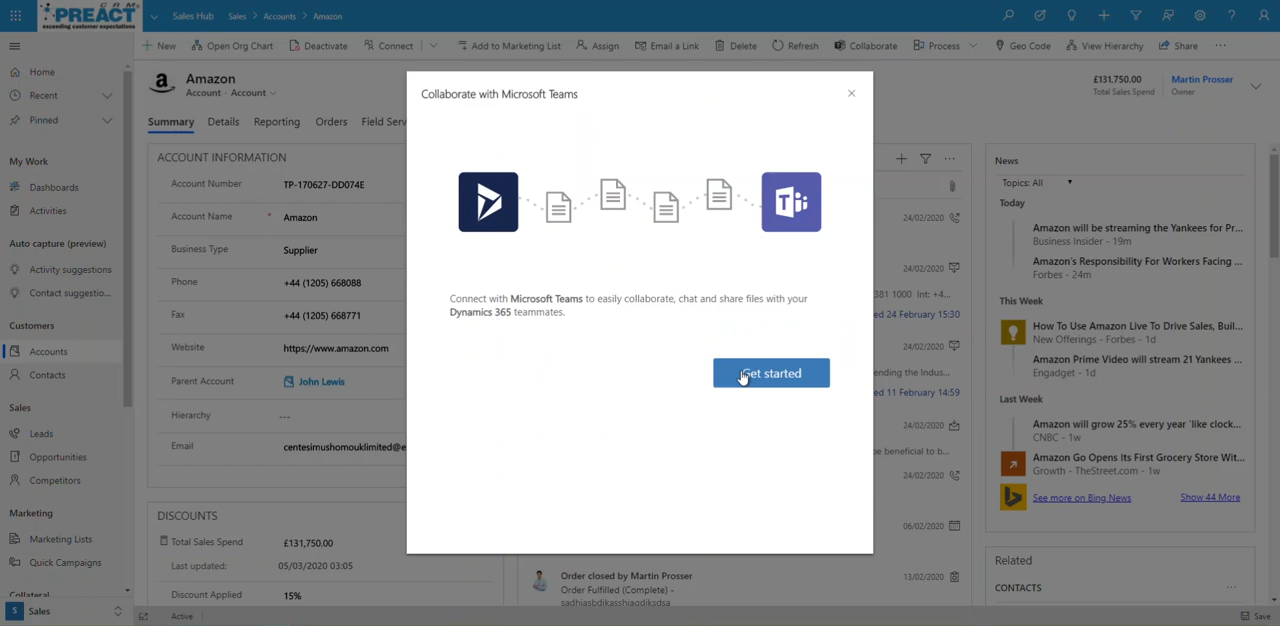 PREACT CRM
exceeding customer expectations
Sales Hub Sales > Accounts > Amazon
New Open Org Chart Deactivate Connect Add to Marketing List Assign Email a Link Delete Refresh Collaborate Process Geo Code View Hierarchy Share ...
Home
Recent
Pinned
My Work
Dashboards
Activities
Auto capture (preview)
Activity suggestions
Contact suggestio...
Customers
Accounts
Contacts
Sales
Leads
Opportunities
Competitors
Marketing
Marketing Lists
Quick Campaigns
Collateral
S Sales
Amazon
Account · Account
£131,750.00
Total Sales Spend
Martin Prosser
Owner
Summary Details Reporting Orders Field Serv
ACCOUNT INFORMATION
Account Number TP-170627-DD074E
Account Name * Amazon
Business Type Supplier
Phone +44 (1205) 668088
Fax +44 (1205) 668771
Website https://www.amazon.com
Parent Account John Lewis
Hierarchy ---
Email centesimushomouklimited@e
DISCOUNTS
Total Sales Spend £131,750.00
Last updated: 05/03/2020 03:05
Discount Applied 15%
Active
Collaborate with Microsoft Teams
Connect with Microsoft Teams to easily collaborate, chat and share files with your
Dynamics 365 teammates.
Get started
24/02/2020
24/02/2020
381 1000 Int: +4...
ed 24 February 15:30
24/02/2020
ending the Indus...
ed 11 February 14:59
24/02/2020
be beneficial to b...
24/02/2020
06/02/2020
13/02/2020
Order closed by Martin Prosser
Order Fulfilled (Complete) -
sadhiasbdikasshiaqdiksdsa
News
Topics: All
Today
Amazon will be streaming the Yankees for Pr...
Business Insider - 19m
Amazon's Responsibility For Workers Facing ...
Forbes - 24m
This Week
How To Use Amazon Live To Drive Sales, Buil...
New Offerings - Forbes - 1d
Amazon Prime Video will stream 21 Yankees ...
Engadget - 1d
Last Week
Amazon will grow 25% every year 'like clock...
CNBC - 1w
Amazon Go Opens Its First Grocery Store Wit...
Growth - TheStreet.com - 1w
See more on Bing News Show 44 More
Related
CONTACTS
Save